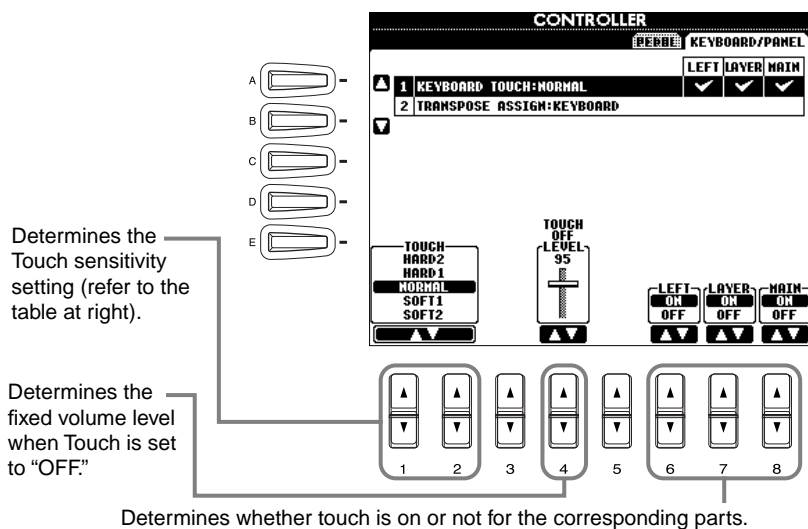 CONTROLLER
PEDAL KEYBOARD/PANEL
LEFT LAYER MAIN
1 KEYBOARD TOUCH:NORMAL
2 TRANSPOSE ASSIGN:KEYBOARD
A
B
C
D
E
TOUCH
HARD2
HARD1
NORMAL
SOFT1
SOFT2
TOUCH
OFF
LEVEL
95
LEFT LAYER MAIN
ON ON ON
OFF OFF OFF
Determines the
Touch sensitivity
setting (refer to the
table at right).
Determines the
fixed volume level
when Touch is set
to “OFF.”
1 2 3 4 5 6 7 8
Determines whether touch is on or not for the corresponding parts.